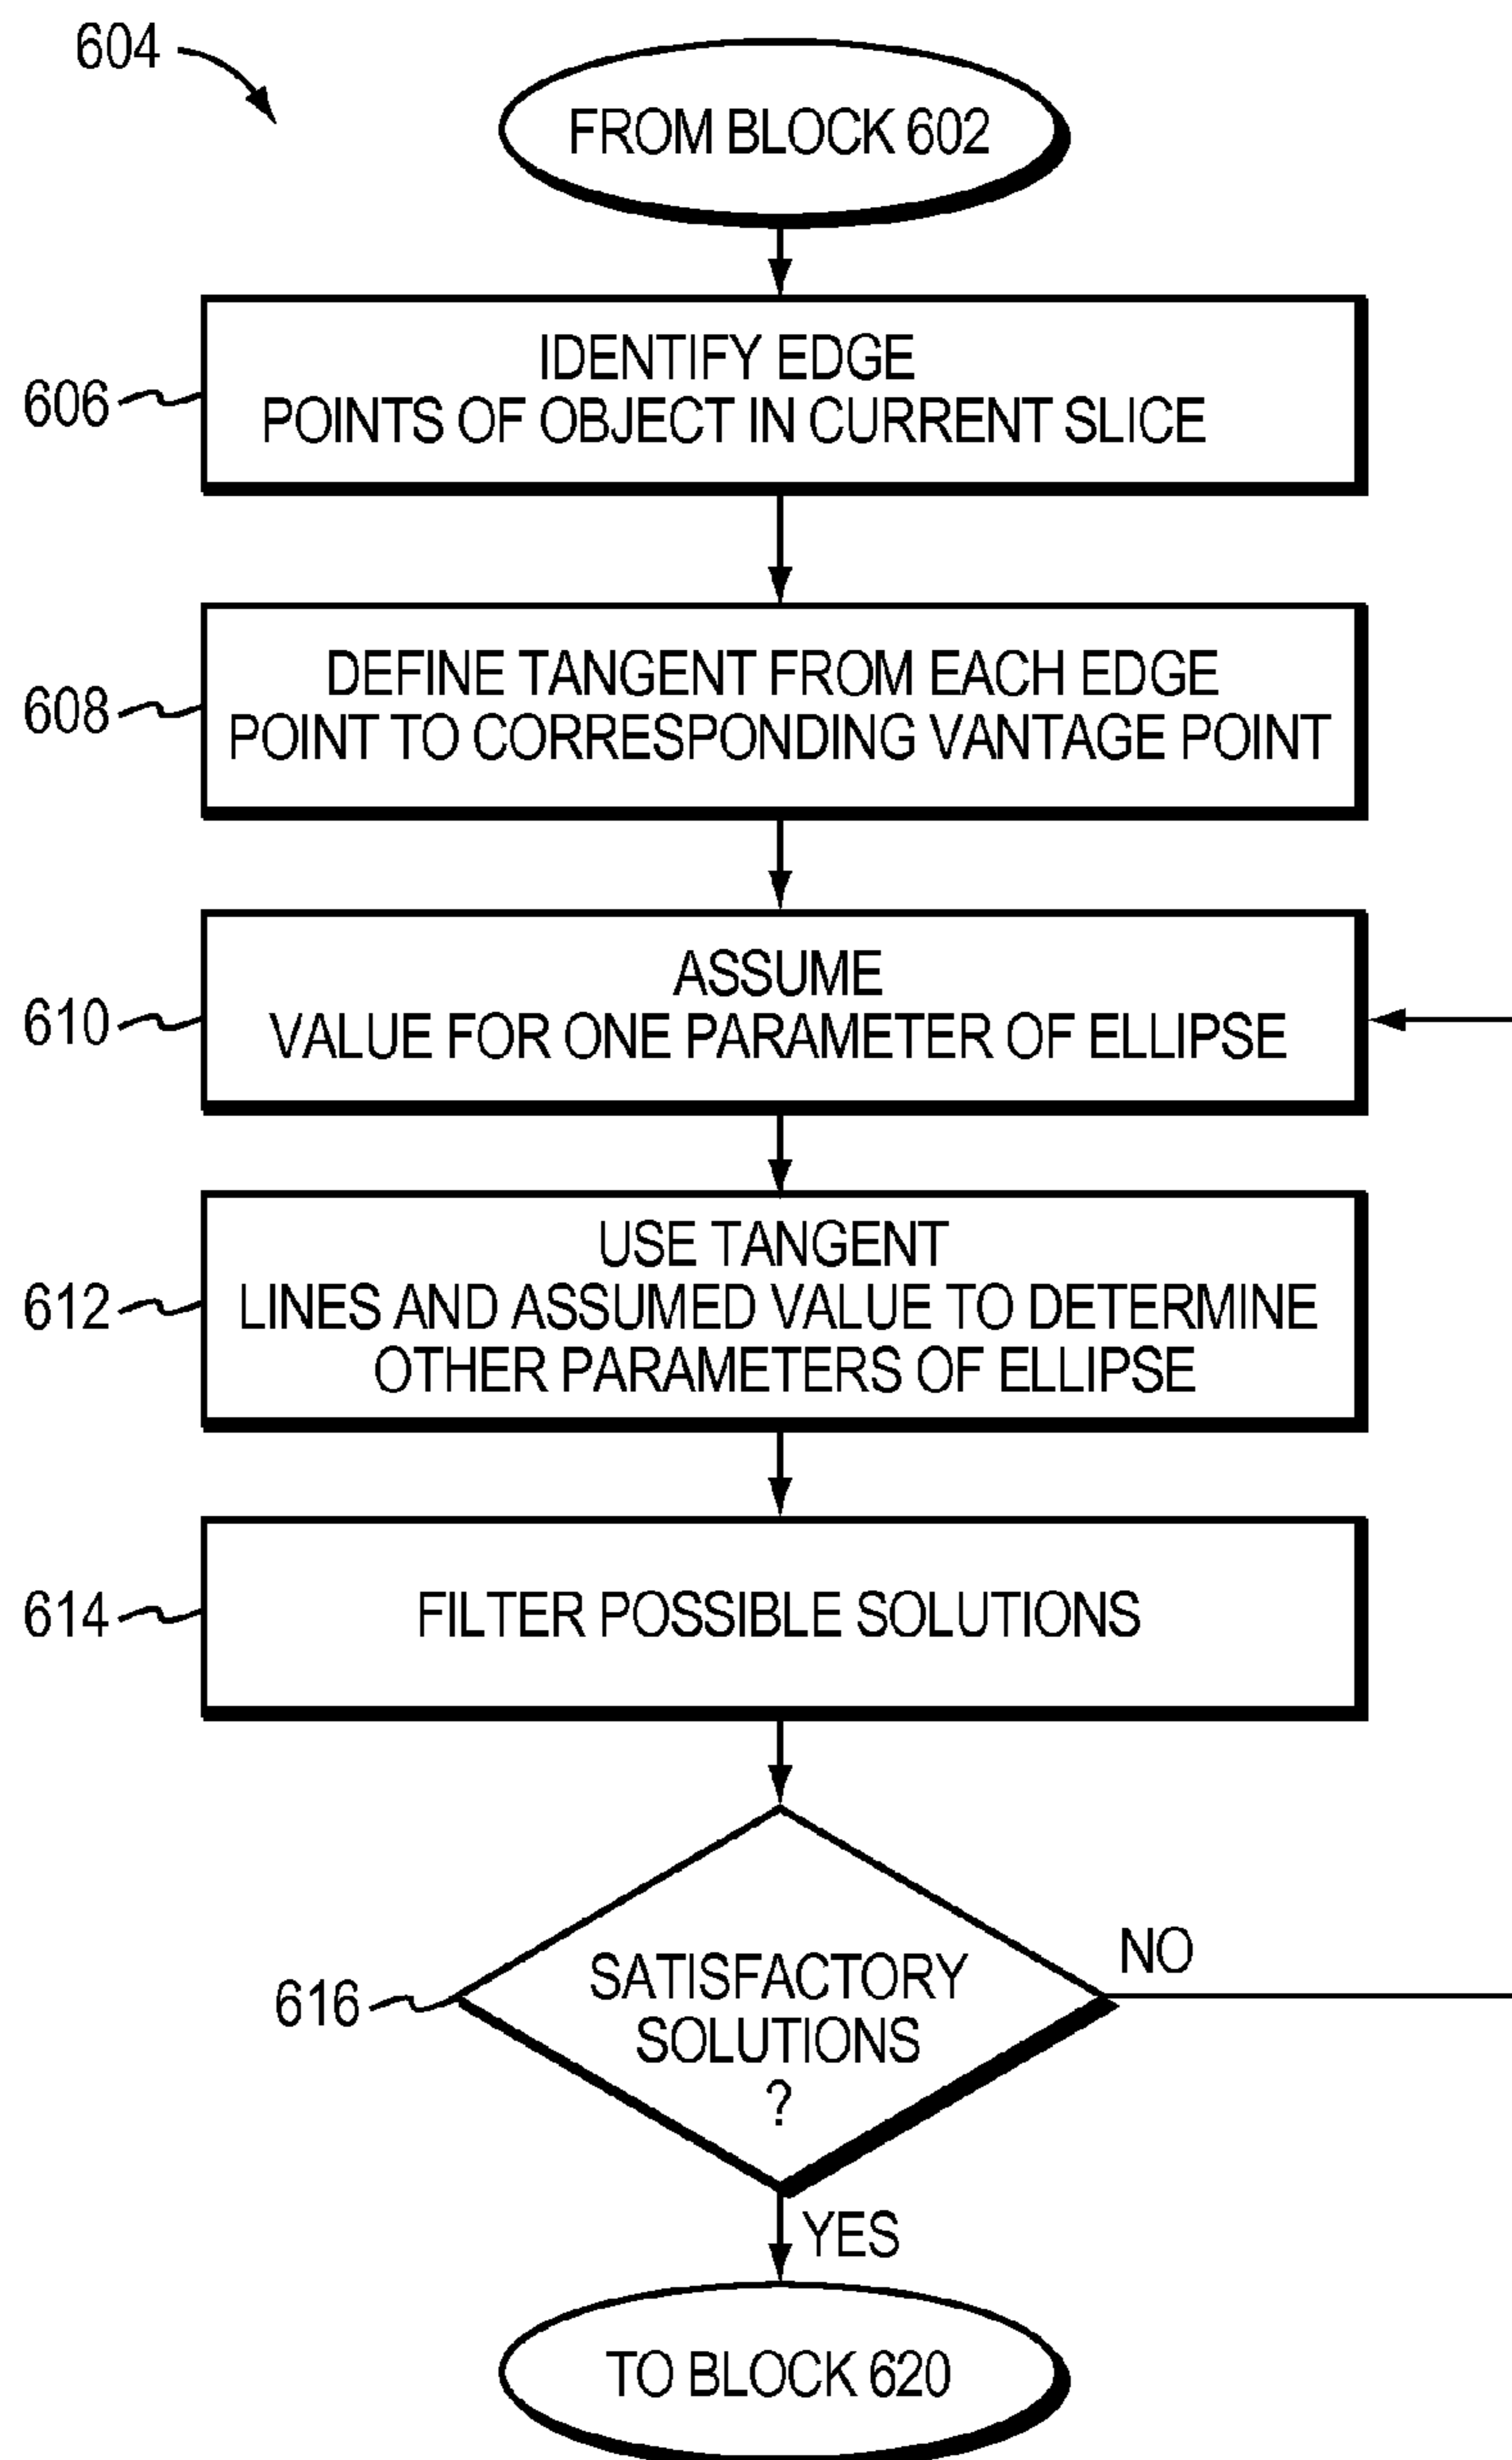 604
FROM BLOCK 602
IDENTIFY EDGE
606
POINTS OF OBJECT IN CURRENT SLICE
DEFINE TANGENT FROM EACH EDGE
608
POINT TO CORRESPONDING VANTAGE POINT
ASSUME
610
VALUE FOR ONE PARAMETER OF ELLIPSE
USE TANGENT
612
LINES AND ASSUMED VALUE TO DETERMINE
OTHER PARAMETERS OF ELLIPSE
614
FILTER POSSIBLE SOLUTIONS
NO
616
SATISFACTORY
SOLUTIONS
?
YES
TO BLOCK 620